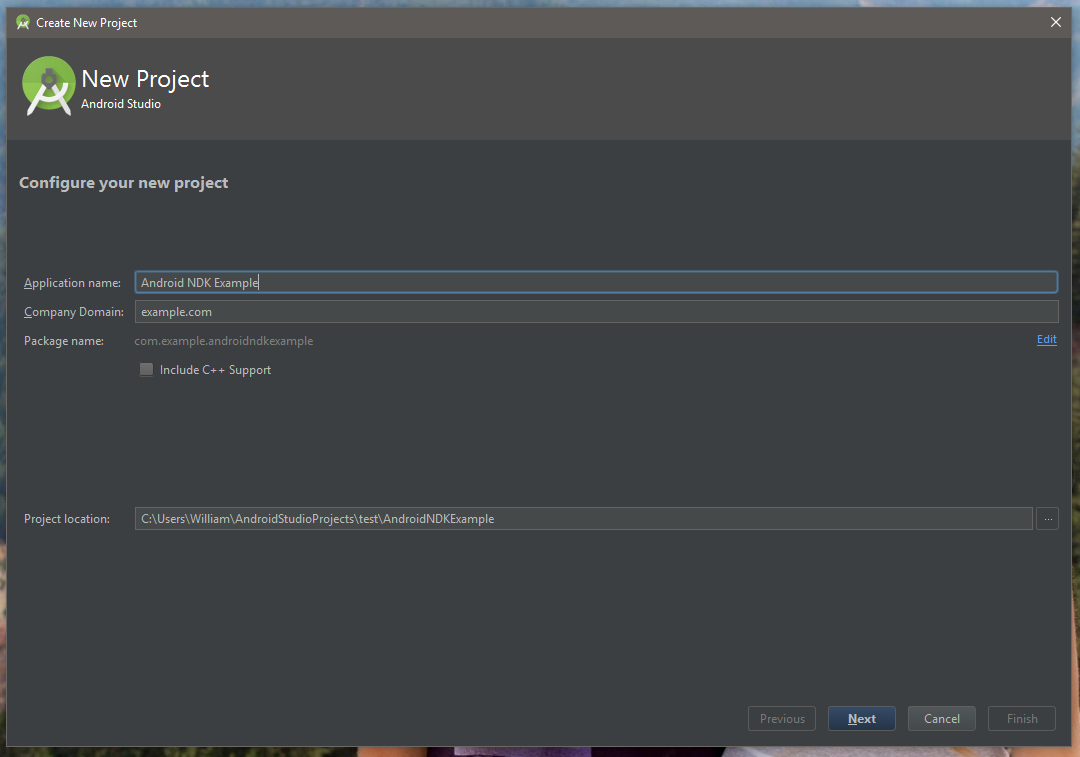 Create New Project
New Project
Android Studio
Configure your new project
Application name: Android NDK Example
Company Domain: example.com
Package name: com.example.androidndkexample Edit
Include C++ Support
Project location: C:\Users\William\AndroidStudioProjects\test\AndroidNDKExample ...
Previous Next Cancel Finish